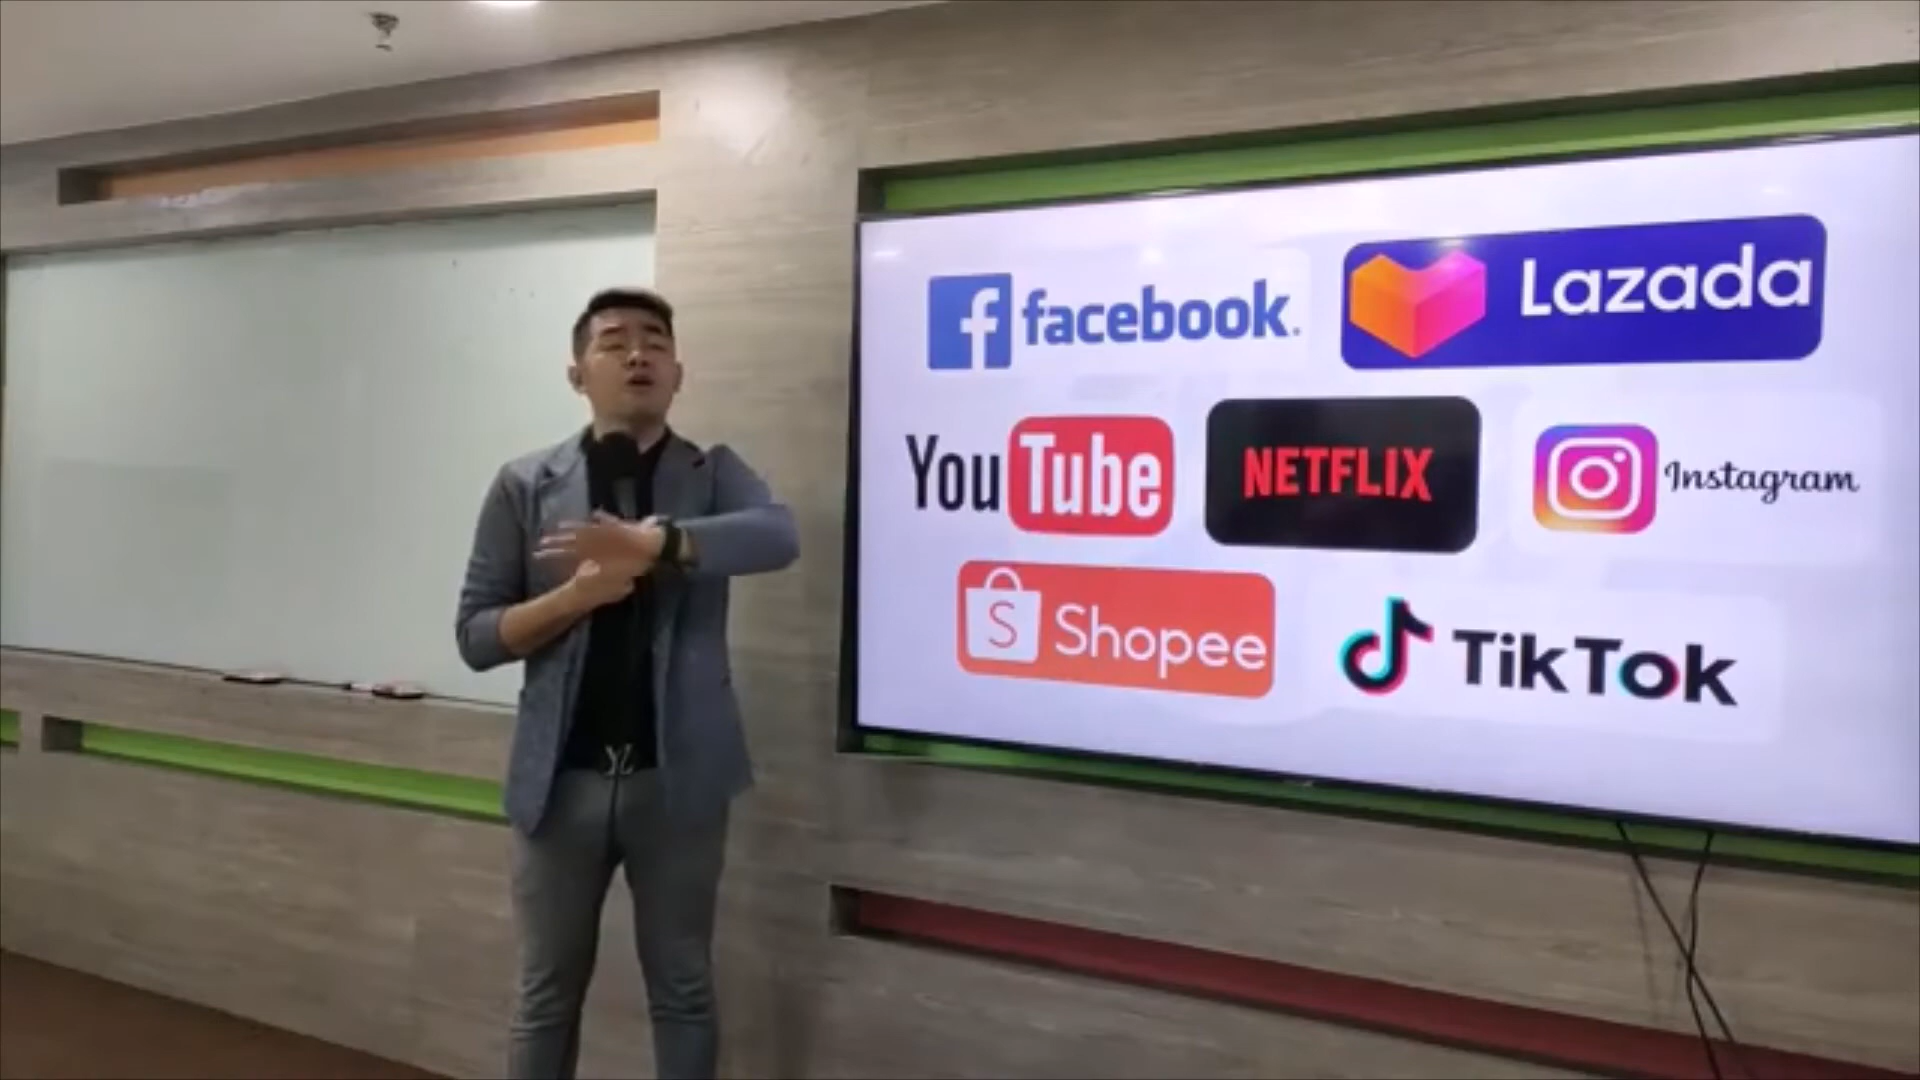 facebook.
Lazada
YouTube
NETFLIX
Instagram
S Shopee
TikTok